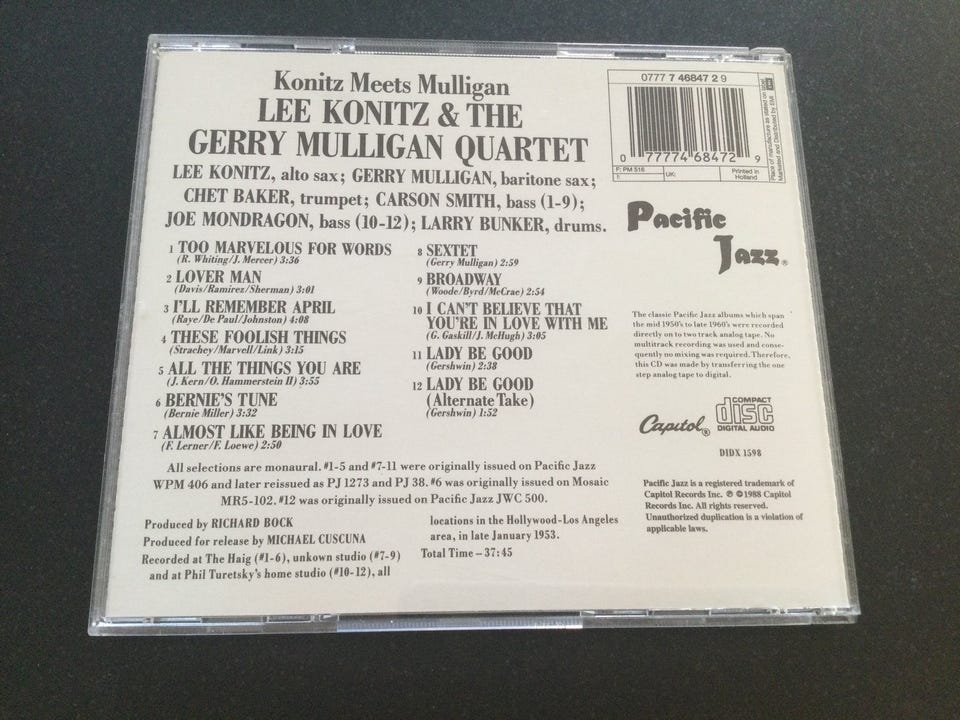 Konitz Meets Mulligan
LEE KONITZ & THE
GERRY MULLIGAN QUARTET
LEE KONITZ, alto sax; GERRY MULLIGAN, baritone sax;
CHET BAKER, trumpet; CARSON SMITH, bass (1-9);
JOE MONDRAGON, bass (10-12); LARRY BUNKER, drums.
1 TOO MARVELOUS FOR WORDS
(R. Whiting/J. Mercer) 3:36
2 LOVER MAN
(Davis/Ramirez/Sherman) 3:01
3 I'LL REMEMBER APRIL
(Raye/De Paul/Johnston) 4:08
4 THESE FOOLISH THINGS
(Strachey/Marvell/Link) 3:15
5 ALL THE THINGS YOU ARE
(J. Kern/O. Hammerstein II) 3:55
6 BERNIE'S TUNE
(Bernie Miller) 3:32
7 ALMOST LIKE BEING IN LOVE
(F. Lerner/F. Loewe) 2:50
8 SEXTET
(Gerry Mulligan) 2:59
9 BROADWAY
(Woode/Byrd/McCrae) 2:54
10 I CAN'T BELIEVE THAT
YOU'RE IN LOVE WITH ME
(G. Gaskill/J. McHugh) 3:05
11 LADY BE GOOD
(Gershwin) 2:38
12 LADY BE GOOD
(Alternate Take)
(Gershwin) 1:52
All selections are monaural. #1-5 and #7-11 were originally issued on Pacific Jazz
WPM 406 and later reissued as PJ 1273 and PJ 38. #6 was originally issued on Mosaic
MR5-102. #12 was originally issued on Pacific Jazz JWC 500.
Produced by RICHARD BOCK
Produced for release by MICHAEL CUSCUNA
Recorded at The Haig (#1-6), unkown studio (#7-9)
and at Phil Turetsky's home studio (#10-12), all
locations in the Hollywood-Los Angeles
area, in late January 1953.
Total Time – 37:45
0777 7 46847 2 9
0 77774 68472 9
F: PM 516
I:
UK:
Printed in
Holland
Place of manufacture as stated on label
Marketed and Distributed by EMI
EMI
Pacific
Jazz®
The classic Pacific Jazz albums which span
the mid 1950's to late 1960's were recorded
directly on to two track analog tape. No
multitrack recording was used and conse-
quently no mixing was required. Therefore,
this CD was made by transferring the one
step analog tape to digital.
Capitol®
COMPACT
disc
DIGITAL AUDIO
DIDX 1598
Pacific Jazz is a registered trademark of
Capitol Records Inc. ℗ ©1988 Capitol
Records Inc. All rights reserved.
Unauthorized duplication is a violation of
applicable laws.